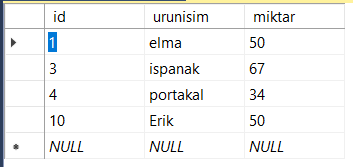 id urunisim miktar
1 elma 50
3 ispanak 67
4 portakal 34
10 Erik 50
NULL NULL NULL